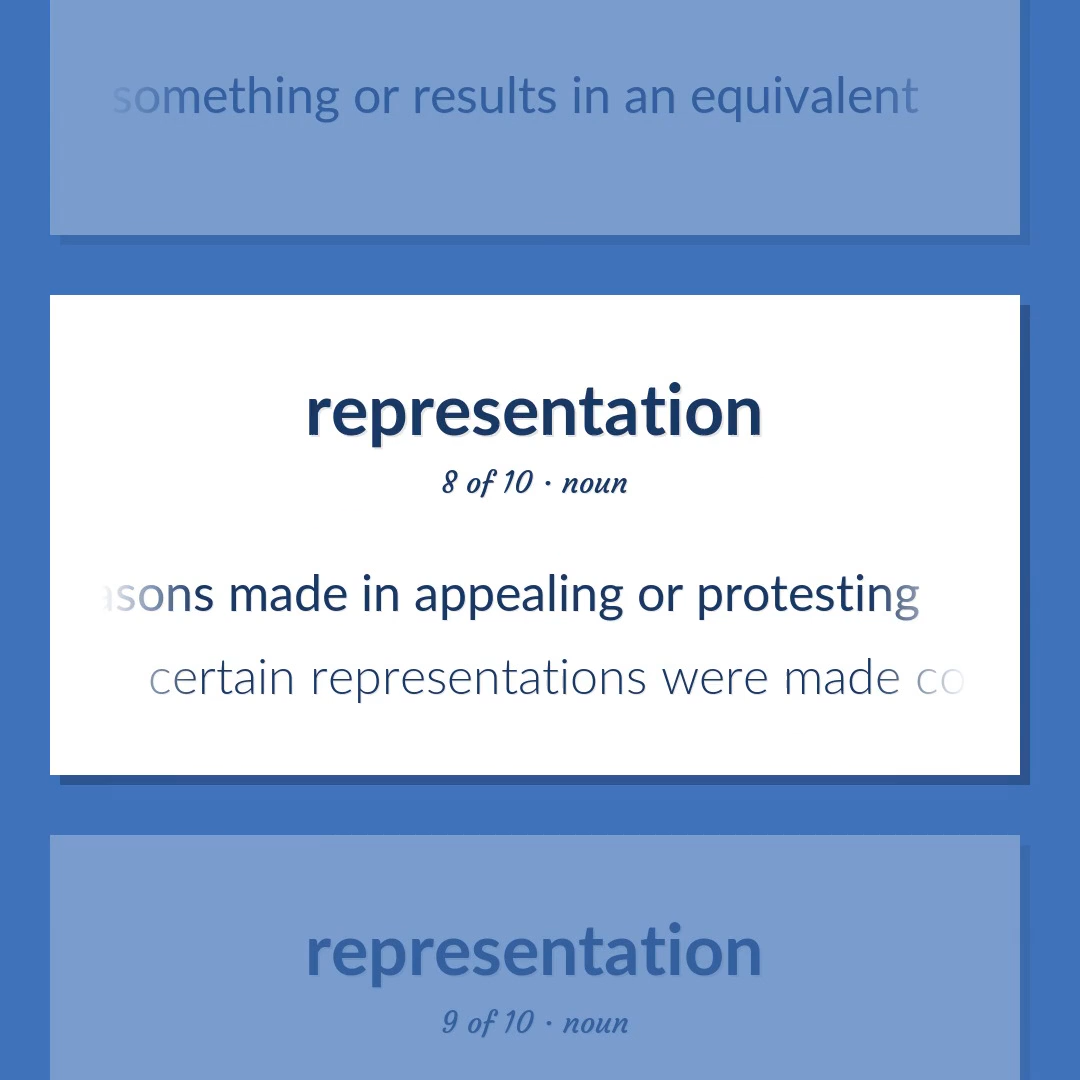 something or results in an equivalent
representation
8 of 10 · noun
asons made in appealing or protesting
certain representations were made co
representation
9 of 10 · noun